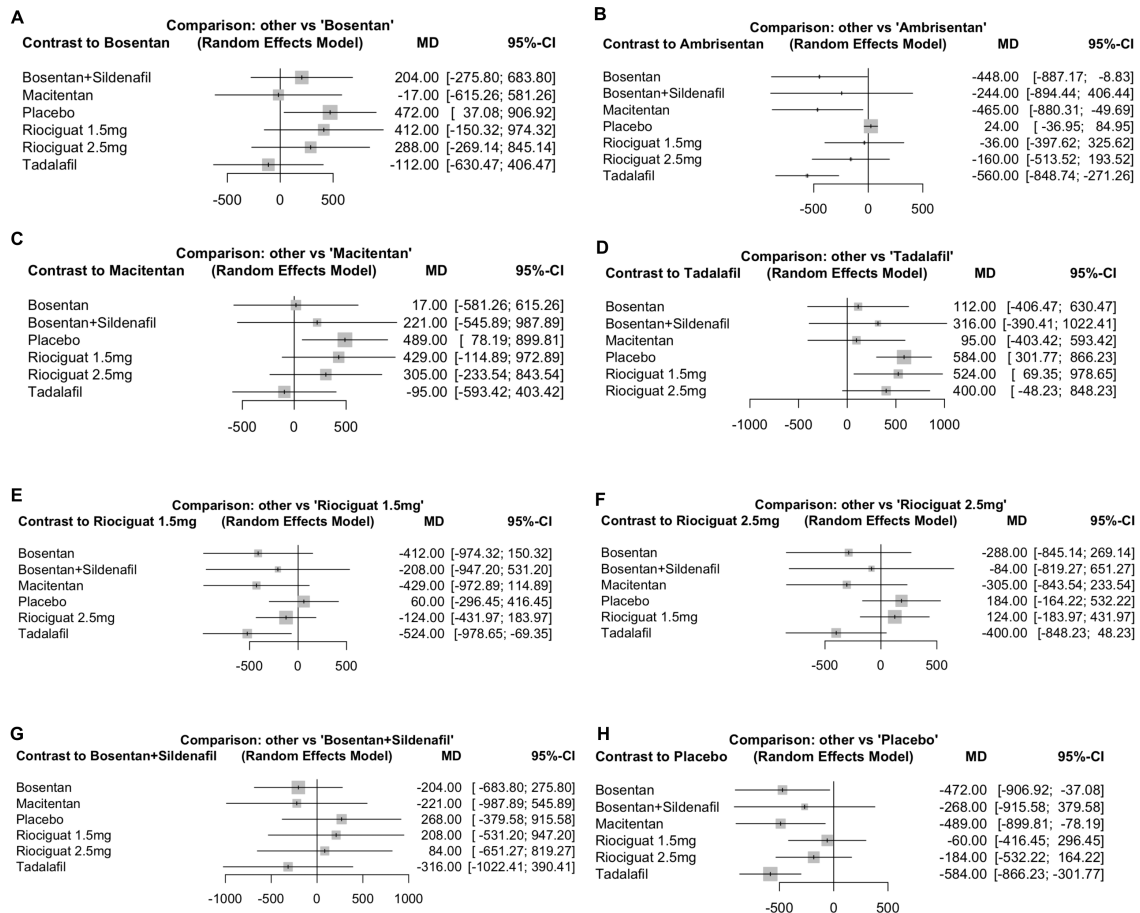 A
Comparison: other vs 'Bosentan'
Contrast to Bosentan (Random Effects Model) MD 95%-CI
Bosentan+Sildenafil 204.00 [-275.80; 683.80]
Macitentan -17.00 [-615.26; 581.26]
Placebo 472.00 [ 37.08; 906.92]
Riociguat 1.5mg 412.00 [-150.32; 974.32]
Riociguat 2.5mg 288.00 [-269.14; 845.14]
Tadalafil -112.00 [-630.47; 406.47]
-500 0 500
B
Comparison: other vs 'Ambrisentan'
Contrast to Ambrisentan (Random Effects Model) MD 95%-CI
Bosentan -448.00 [-887.17; -8.83]
Bosentan+Sildenafil -244.00 [-894.44; 406.44]
Macitentan -465.00 [-880.31; -49.69]
Placebo 24.00 [ -36.95; 84.95]
Riociguat 1.5mg -36.00 [-397.62; 325.62]
Riociguat 2.5mg -160.00 [-513.52; 193.52]
Tadalafil -560.00 [-848.74; -271.26]
-500 0 500
C
Comparison: other vs 'Macitentan'
Contrast to Macitentan (Random Effects Model) MD 95%-CI
Bosentan 17.00 [-581.26; 615.26]
Bosentan+Sildenafil 221.00 [-545.89; 987.89]
Placebo 489.00 [ 78.19; 899.81]
Riociguat 1.5mg 429.00 [-114.89; 972.89]
Riociguat 2.5mg 305.00 [-233.54; 843.54]
Tadalafil -95.00 [-593.42; 403.42]
-500 0 500
D
Comparison: other vs 'Tadalafil'
Contrast to Tadalafil (Random Effects Model) MD 95%-CI
Bosentan 112.00 [-406.47; 630.47]
Bosentan+Sildenafil 316.00 [-390.41; 1022.41]
Macitentan 95.00 [-403.42; 593.42]
Placebo 584.00 [ 301.77; 866.23]
Riociguat 1.5mg 524.00 [ 69.35; 978.65]
Riociguat 2.5mg 400.00 [ -48.23; 848.23]
-1000 -500 0 500 1000
E
Comparison: other vs 'Riociguat 1.5mg'
Contrast to Riociguat 1.5mg (Random Effects Model) MD 95%-CI
Bosentan -412.00 [-974.32; 150.32]
Bosentan+Sildenafil -208.00 [-947.20; 531.20]
Macitentan -429.00 [-972.89; 114.89]
Placebo 60.00 [-296.45; 416.45]
Riociguat 2.5mg -124.00 [-431.97; 183.97]
Tadalafil -524.00 [-978.65; -69.35]
-500 0 500
F
Comparison: other vs 'Riociguat 2.5mg'
Contrast to Riociguat 2.5mg (Random Effects Model) MD 95%-CI
Bosentan -288.00 [-845.14; 269.14]
Bosentan+Sildenafil -84.00 [-819.27; 651.27]
Macitentan -305.00 [-843.54; 233.54]
Placebo 184.00 [-164.22; 532.22]
Riociguat 1.5mg 124.00 [-183.97; 431.97]
Tadalafil -400.00 [-848.23; 48.23]
-500 0 500
G
Comparison: other vs 'Bosentan+Sildenafil'
Contrast to Bosentan+Sildenafil (Random Effects Model) MD 95%-CI
Bosentan -204.00 [ -683.80; 275.80]
Macitentan -221.00 [ -987.89; 545.89]
Placebo 268.00 [ -379.58; 915.58]
Riociguat 1.5mg 208.00 [ -531.20; 947.20]
Riociguat 2.5mg 84.00 [ -651.27; 819.27]
Tadalafil -316.00 [-1022.41; 390.41]
-1000 -500 0 500 1000
H
Comparison: other vs 'Placebo'
Contrast to Placebo (Random Effects Model) MD 95%-CI
Bosentan -472.00 [-906.92; -37.08]
Bosentan+Sildenafil -268.00 [-915.58; 379.58]
Macitentan -489.00 [-899.81; -78.19]
Riociguat 1.5mg -60.00 [-416.45; 296.45]
Riociguat 2.5mg -184.00 [-532.22; 164.22]
Tadalafil -584.00 [-866.23; -301.77]
-500 0 500